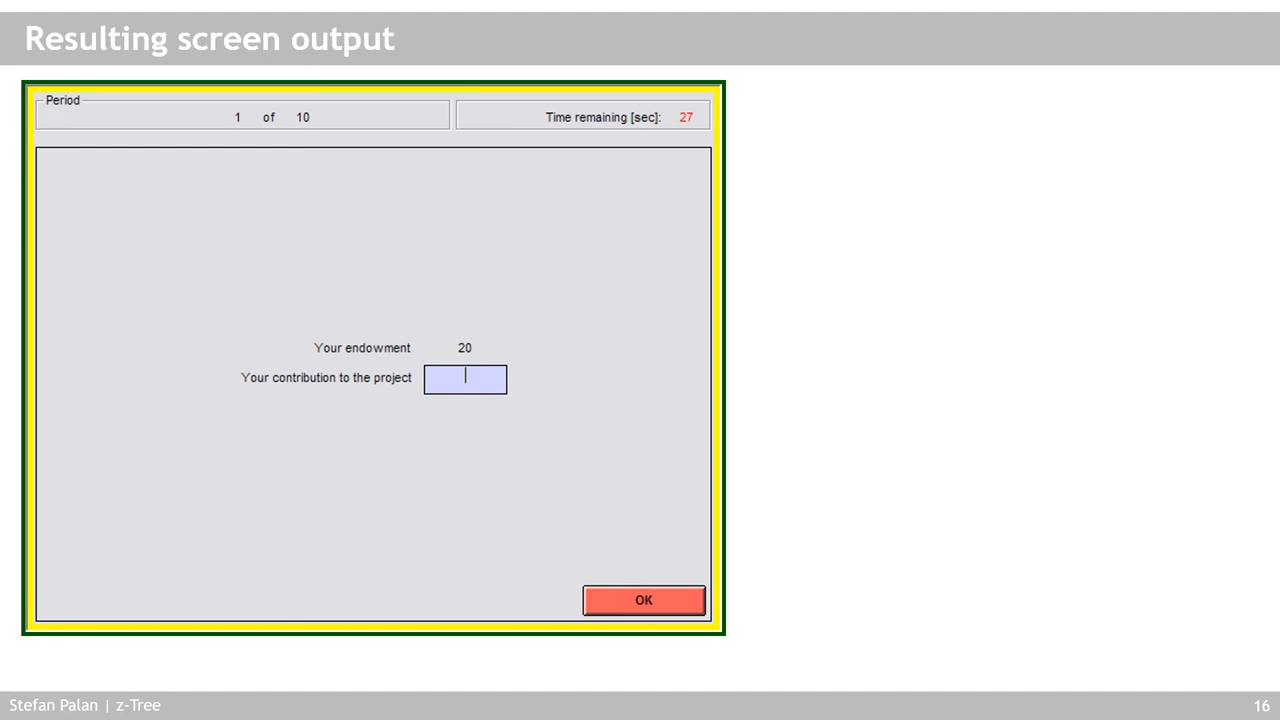 Resulting screen output
Period
1 of 10
Time remaining [sec]: 27
Your endowment 20
Your contribution to the project
OK
Stefan Palan | z-Tree
16